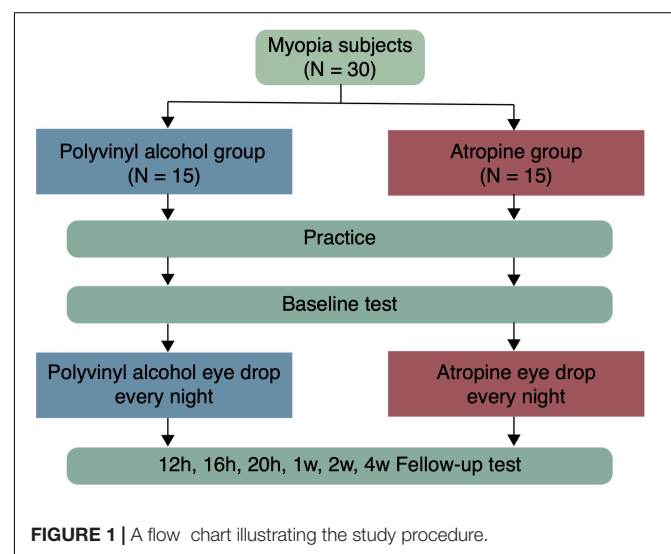 Myopia subjects
(N = 30)
Polyvinyl alcohol group
(N = 15)
Atropine group
(N = 15)
Practice
Baseline test
Polyvinyl alcohol eye drop
every night
Atropine eye drop
every night
12h, 16h, 20h, 1w, 2w, 4w Fellow-up test
FIGURE 1 | A flow chart illustrating the study procedure.